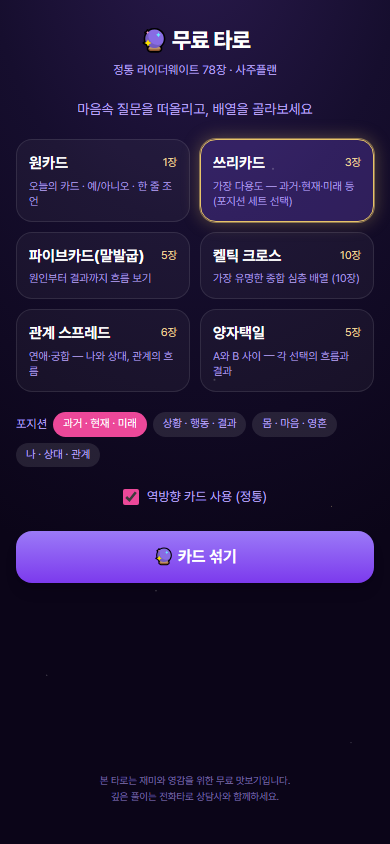 🔮 무료 타로
정통 라이더웨이트 78장 · 사주플랜
마음속 질문을 떠올리고, 배열을 골라보세요
원카드 1장
오늘의 카드 · 예/아니오 · 한 줄 조
언
쓰리카드 3장
가장 다용도 — 과거·현재·미래 등
(포지션 세트 선택)
파이브카드(말발굽) 5장
원인부터 결과까지 흐름 보기
켈틱 크로스 10장
가장 유명한 종합 심층 배열 (10장)
관계 스프레드 6장
연애·궁합 — 나와 상대, 관계의 흐
름
양자택일 5장
A와 B 사이 — 각 선택의 흐름과
결과
포지션 과거 · 현재 · 미래 상황 · 행동 · 결과 몸 · 마음 · 영혼
나 · 상대 · 관계
역방향 카드 사용 (정통)
🔮 카드 섞기
본 타로는 재미와 영감을 위한 무료 맛보기입니다.
깊은 풀이는 전화타로 상담사와 함께하세요.